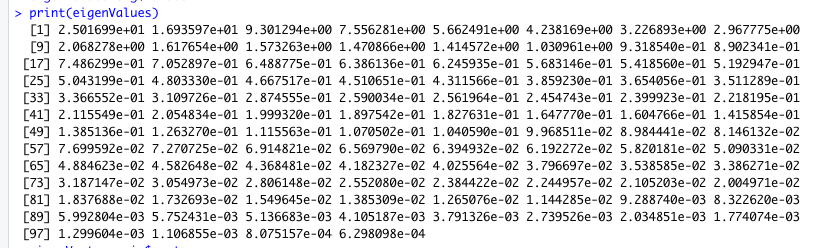 > print(eigenValues)
[1] 2.501699e+01 1.693597e+01 9.301294e+00 7.556281e+00 5.662491e+00 4.238169e+00 3.226893e+00 2.967775e+00
[9] 2.068278e+00 1.617654e+00 1.573263e+00 1.470866e+00 1.414572e+00 1.030961e+00 9.318540e-01 8.902341e-01
[17] 7.486299e-01 7.052897e-01 6.488775e-01 6.386136e-01 6.245935e-01 5.683146e-01 5.418560e-01 5.192947e-01
[25] 5.043199e-01 4.803330e-01 4.667517e-01 4.510651e-01 4.311566e-01 3.859230e-01 3.654056e-01 3.511289e-01
[33] 3.366552e-01 3.109726e-01 2.874555e-01 2.590034e-01 2.561964e-01 2.454743e-01 2.399923e-01 2.218195e-01
[41] 2.115549e-01 2.054834e-01 1.999320e-01 1.897542e-01 1.827631e-01 1.647770e-01 1.604766e-01 1.415854e-01
[49] 1.385136e-01 1.263270e-01 1.115563e-01 1.070502e-01 1.040590e-01 9.968511e-02 8.984441e-02 8.146132e-02
[57] 7.699592e-02 7.270725e-02 6.914821e-02 6.569790e-02 6.394932e-02 6.192272e-02 5.820181e-02 5.090331e-02
[65] 4.884623e-02 4.582648e-02 4.368481e-02 4.182327e-02 4.025564e-02 3.796697e-02 3.538585e-02 3.386271e-02
[73] 3.187147e-02 3.054973e-02 2.806148e-02 2.552080e-02 2.384422e-02 2.244957e-02 2.105203e-02 2.004971e-02
[81] 1.837688e-02 1.732693e-02 1.549645e-02 1.385309e-02 1.265076e-02 1.144285e-02 9.288740e-03 8.322620e-03
[89] 5.992804e-03 5.752431e-03 5.136683e-03 4.105187e-03 3.791326e-03 2.739526e-03 2.034851e-03 1.774074e-03
[97] 1.299604e-03 1.106855e-03 8.075157e-04 6.298098e-04